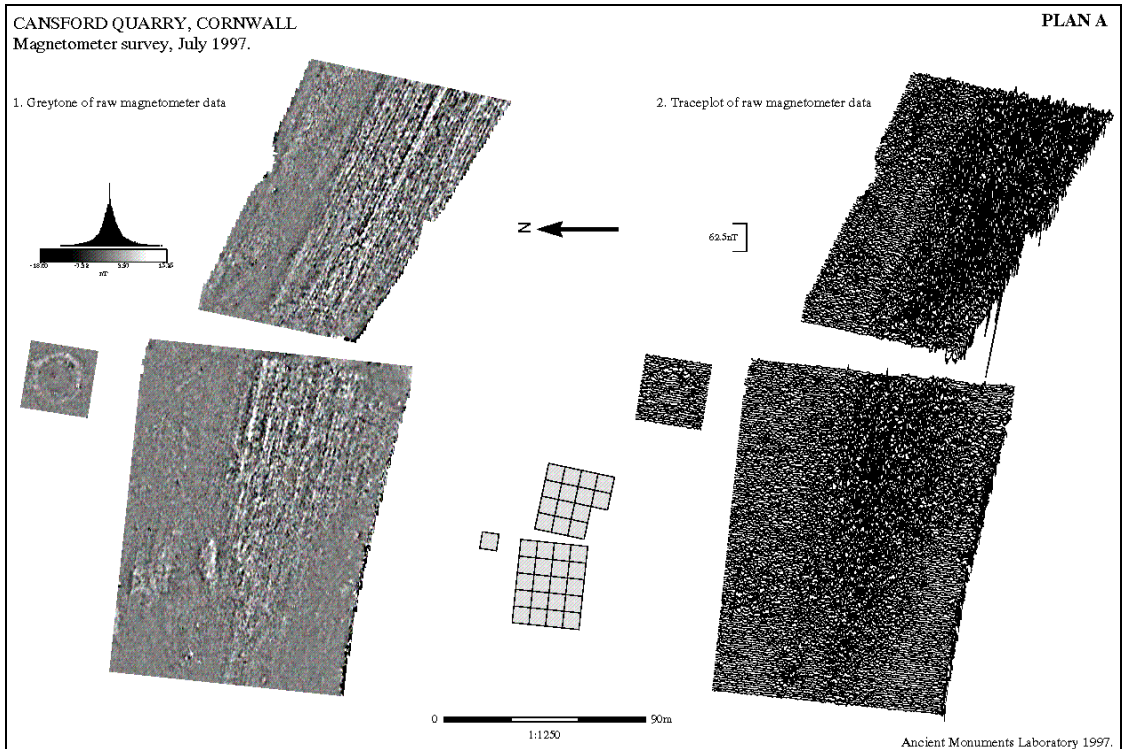 CANSFORD QUARRY, CORNWALL
Magnetometer survey, July 1997.
PLAN A
1. Greytone of raw magnetometer data
2. Traceplot of raw magnetometer data
N
62.5nT
nT
0 90m
1:1250
Ancient Monuments Laboratory 1997.